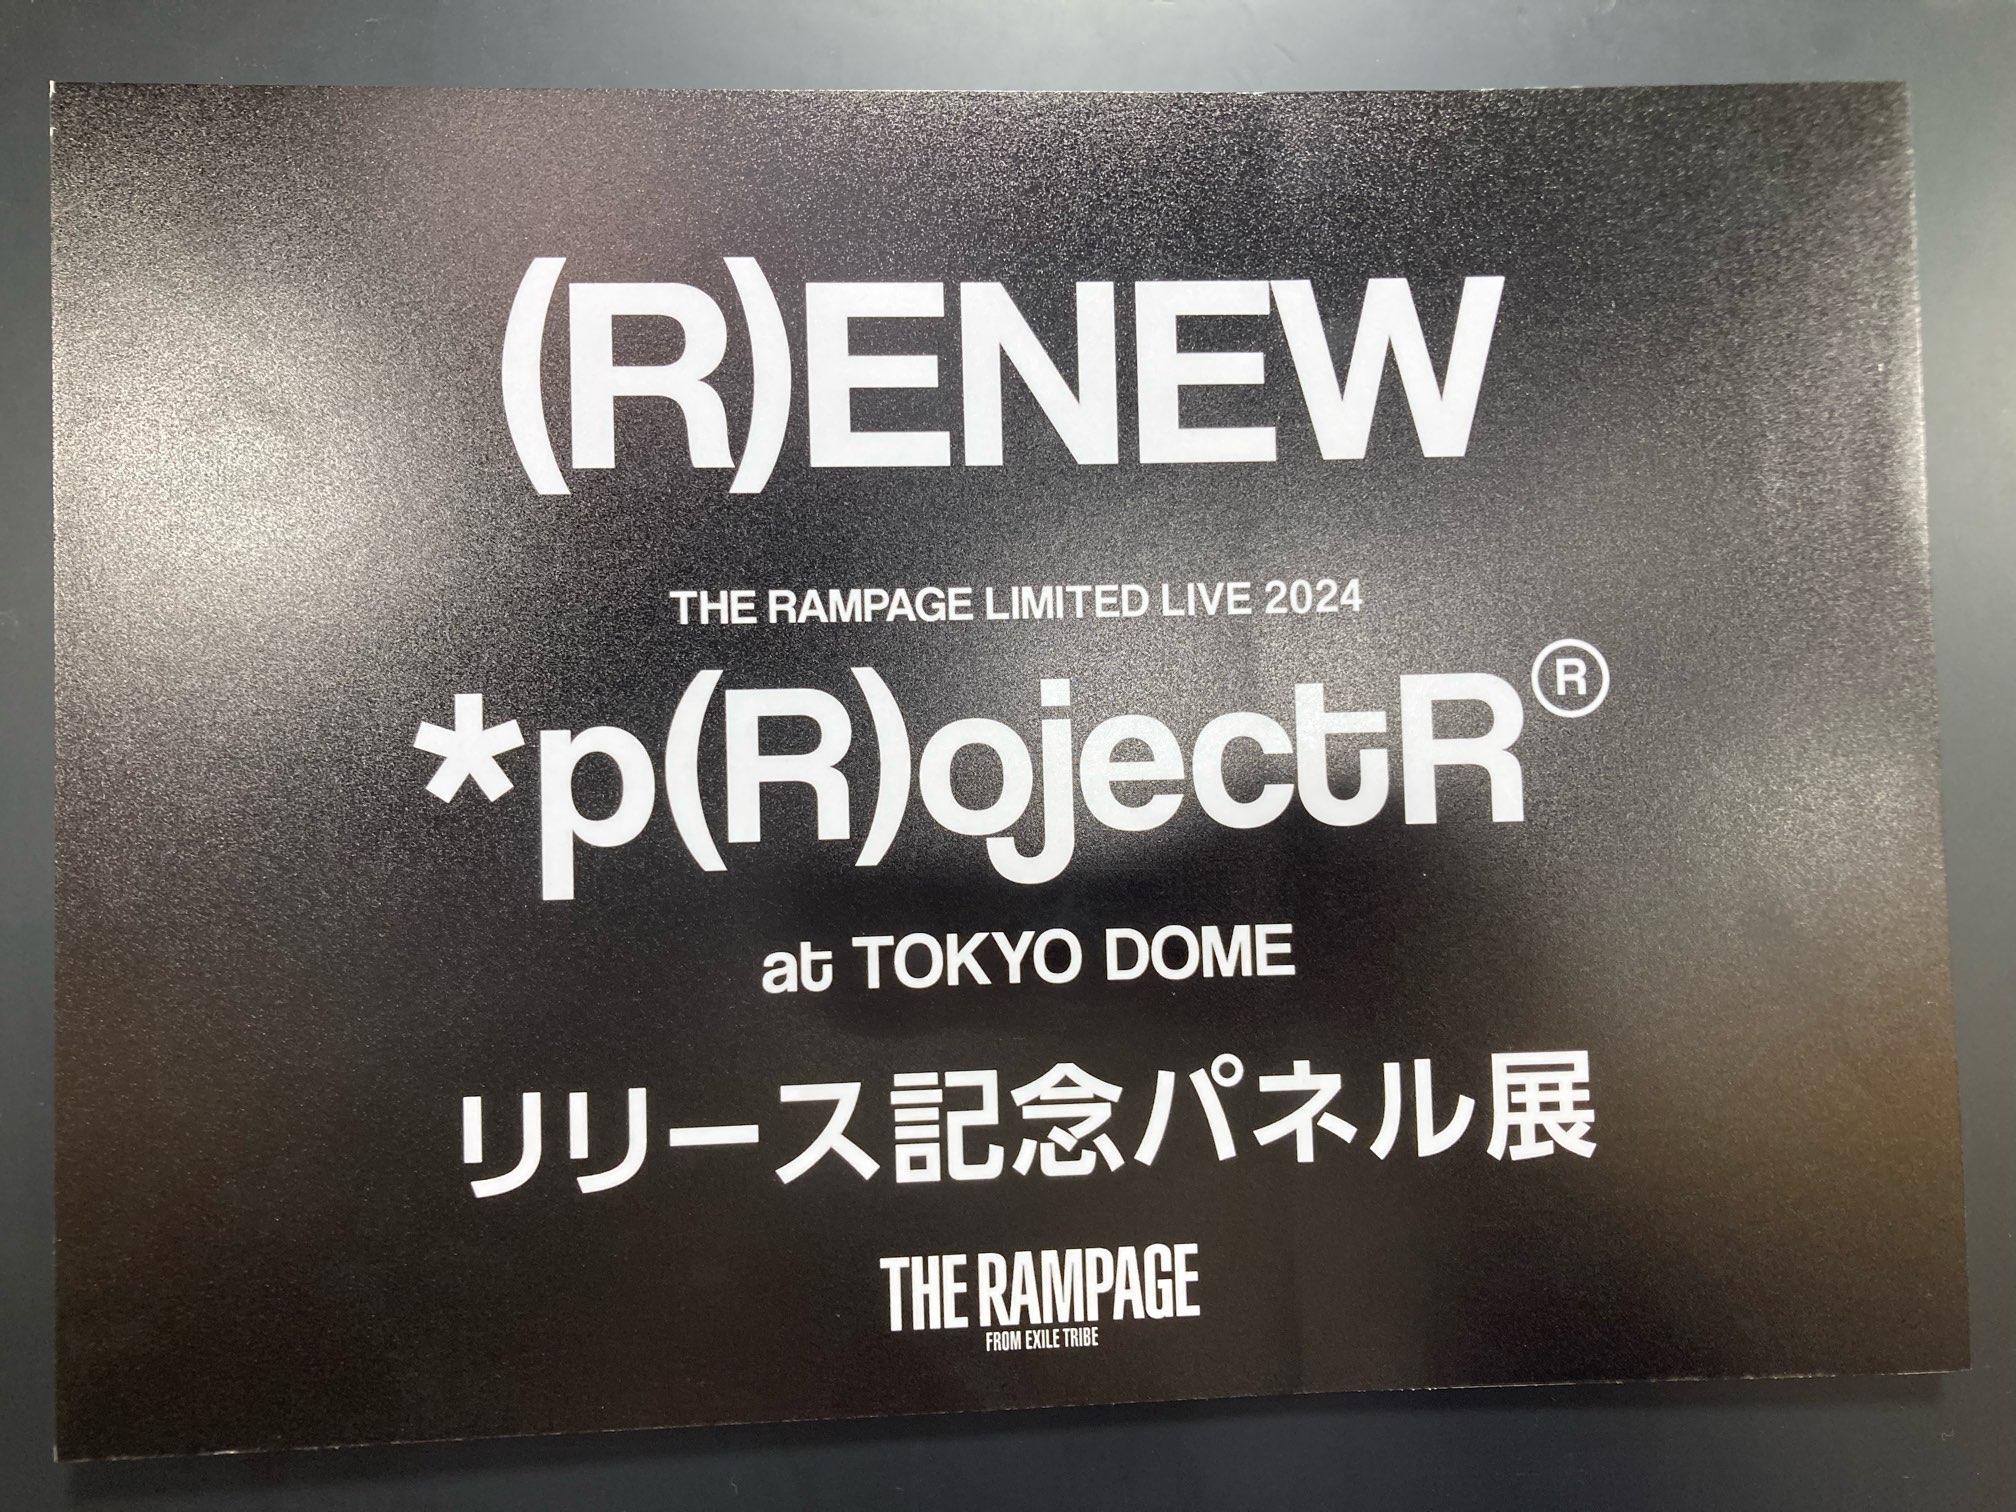 (R)ENEW
THE RAMPAGE LIMITED LIVE 2024
*p(R)ojectR®
at TOKYO DOME
リリース記念パネル展
THE RAMPAGE
FROM EXILE TRIBE